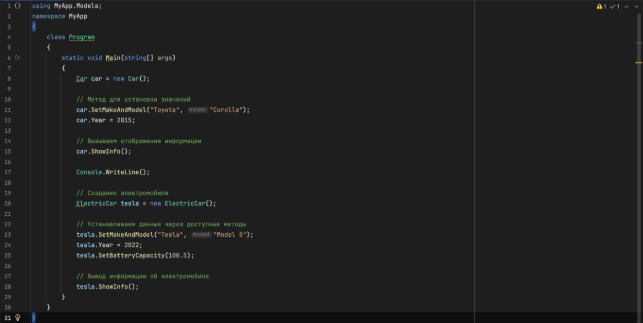 1 using MyApp.Models;
⚠1 ✓1
2 namespace MyApp
3 {
4 class Program
5 {
6 static void Main(string[] args)
7 {
8 Car car = new Car();
9
10 // Метод для установки значений
11 car.SetMakeAndModel("Toyota", model: "Corolla");
12 car.Year = 2015;
13
14 // Вызываем отображение информации
15 car.ShowInfo();
16
17 Console.WriteLine();
18
19 // Создание электромобиля
20 ElectricCar tesla = new ElectricCar();
21
22 // Устанавливаем данные через доступные методы
23 tesla.SetMakeAndModel("Tesla", model: "Model S");
24 tesla.Year = 2022;
25 tesla.SetBatteryCapacity(100.5);
26
27 // Вывод информации об электромобиле
28 tesla.ShowInfo();
29 }
30 }
31 }